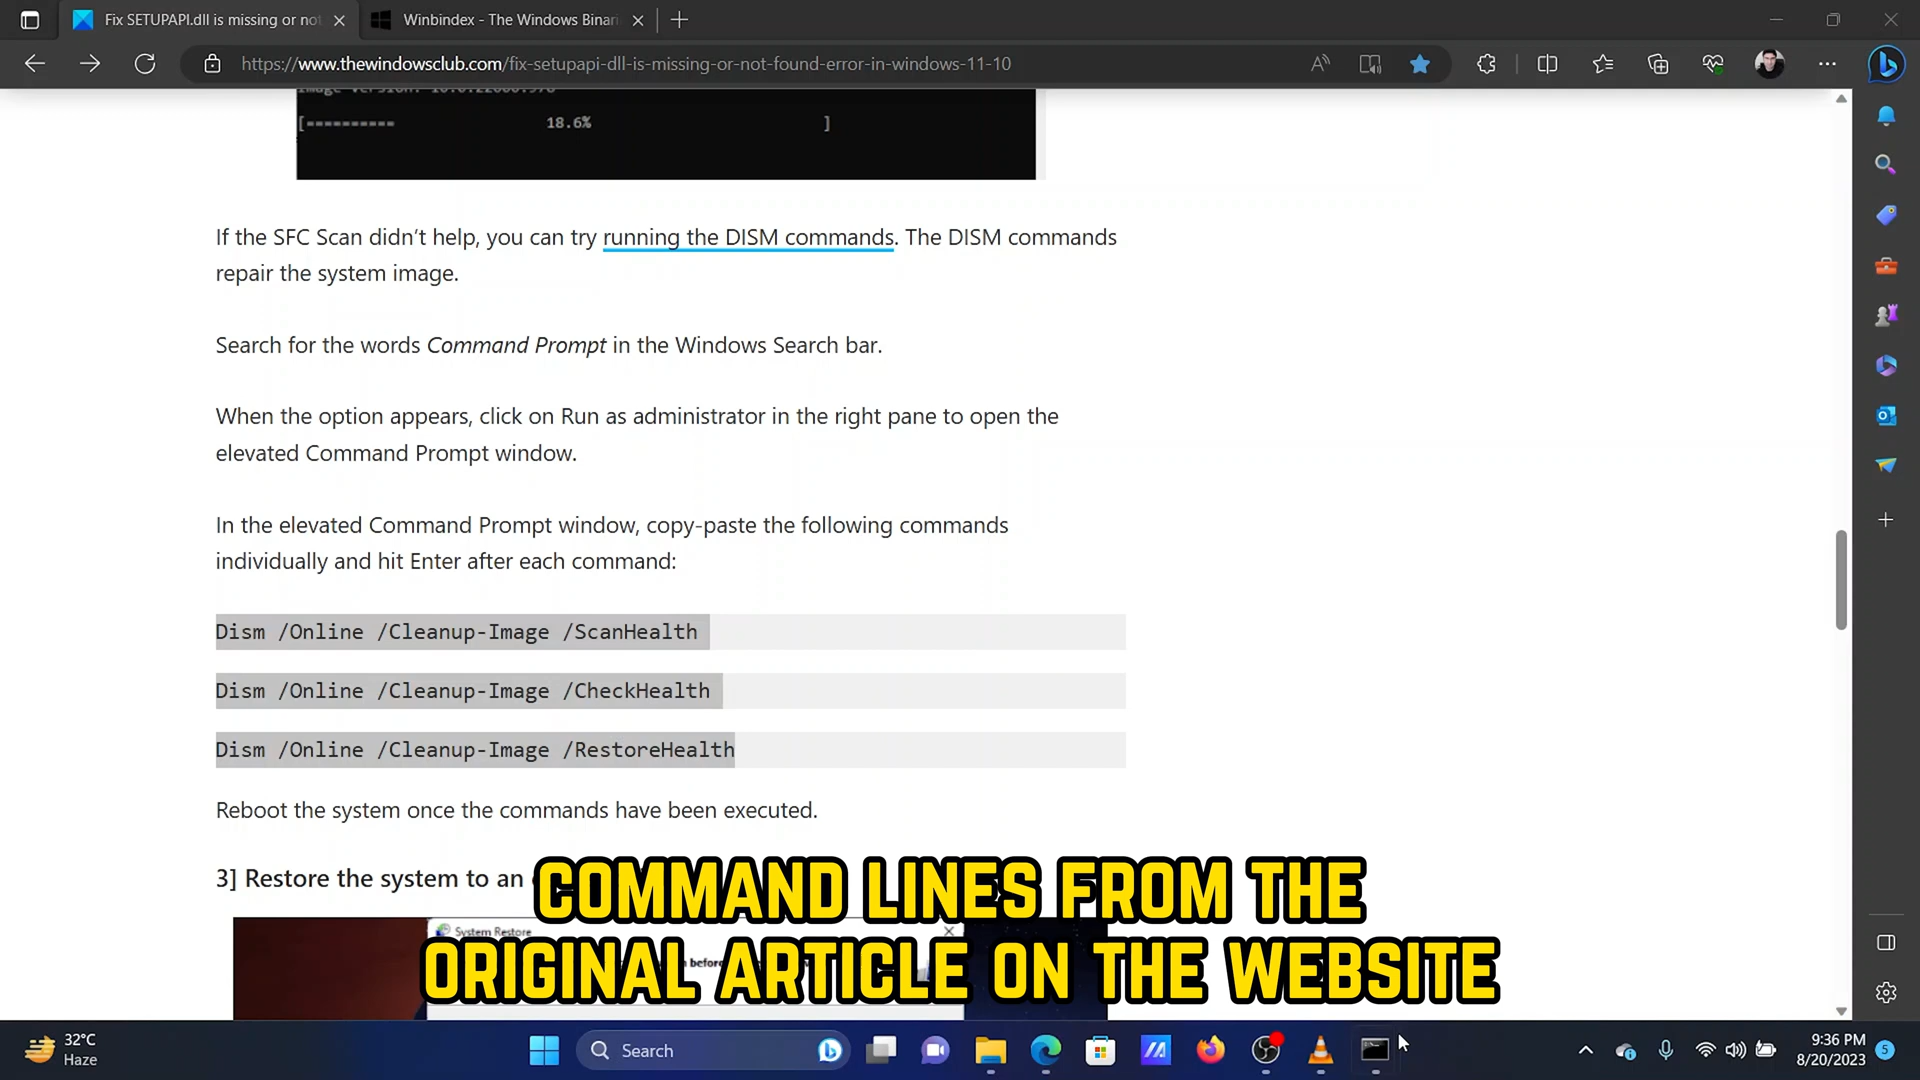 Fix SETUPAPI.dll is missing or not
Winbindex - The Windows Binari
https://www.thewindowsclub.com/fix-setupapi-dll-is-missing-or-not-found-error-in-windows-11-10
[---------- 18.6% ]
If the SFC Scan didn't help, you can try running the DISM commands. The DISM commands
repair the system image.
Search for the words Command Prompt in the Windows Search bar.
When the option appears, click on Run as administrator in the right pane to open the
elevated Command Prompt window.
In the elevated Command Prompt window, copy-paste the following commands
individually and hit Enter after each command:
Dism /Online /Cleanup-Image /ScanHealth
Dism /Online /Cleanup-Image /CheckHealth
Dism /Online /Cleanup-Image /RestoreHealth
Reboot the system once the commands have been executed.
3] Restore the system to an
COMMAND LINES FROM THE
System Restore
ORIGINAL ARTICLE ON THE WEBSITE
32°C
Haze
Search
9:36 PM
8/20/2023
5